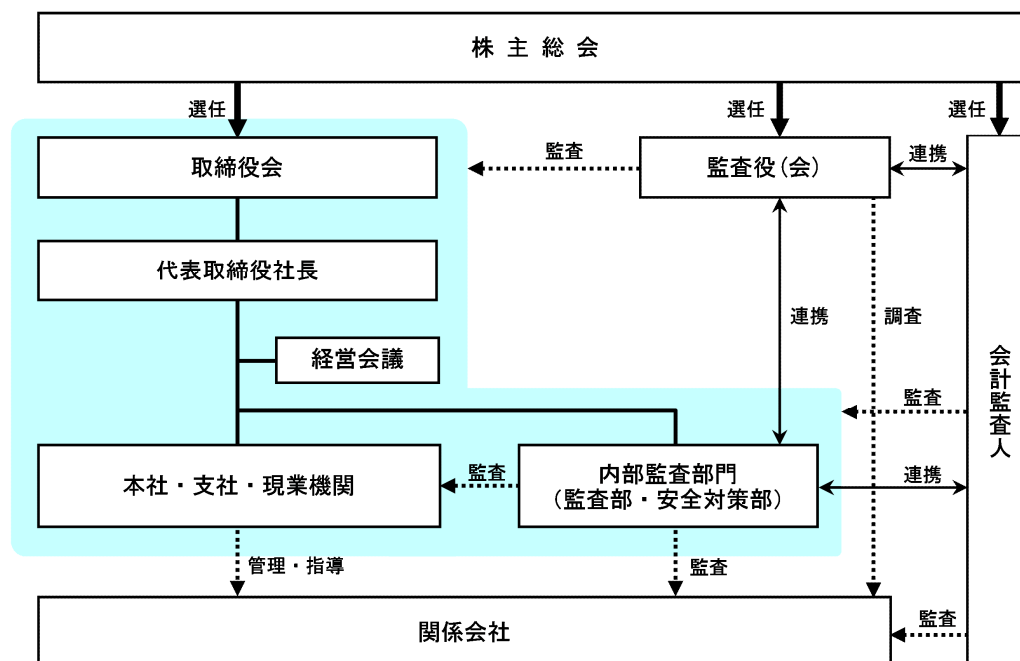 株主総会
選任
選任
選任
取締役会
監査
監査役(会)
連携
代表取締役社長
連携
調査
経営会議
会計監査人
監査
本社・支社・現業機関
監査
内部監査部門
(監査部・安全対策部)
連携
管理・指導
監査
関係会社
監査